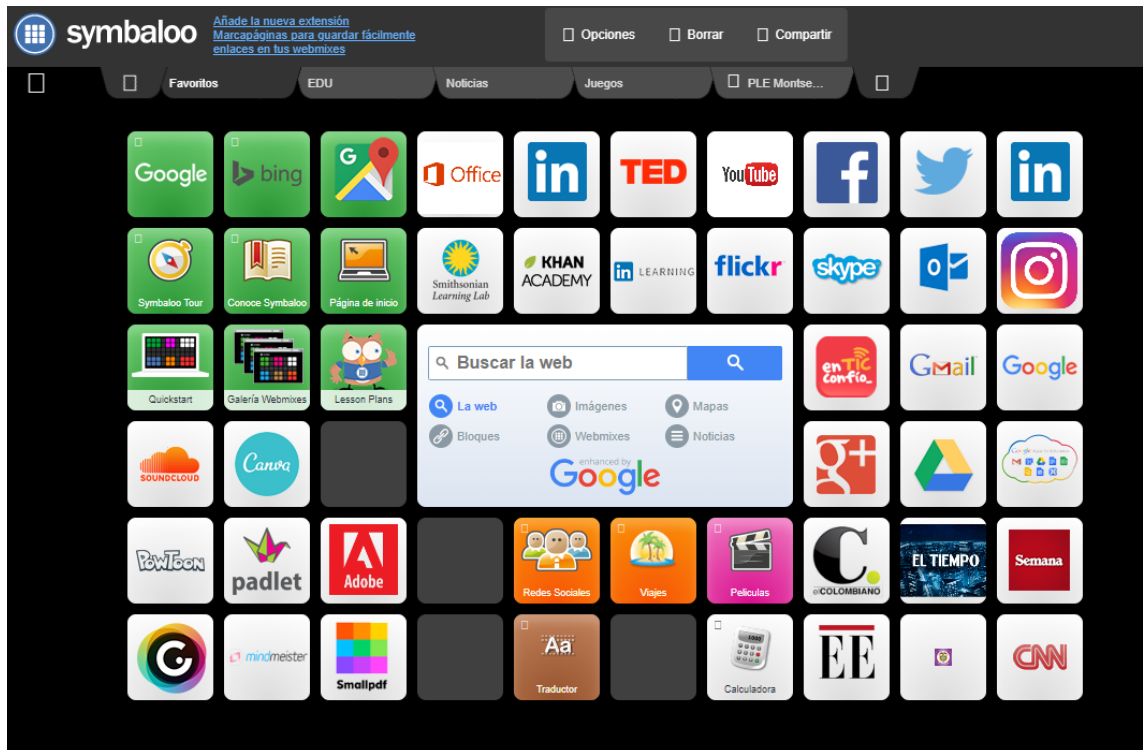 symbaloo
Añade la nueva extensión
Marcapáginas para guardar fácilmente
enlaces en tus webmixes
Opciones
Borrar
Compartir
Favoritos
EDU
Noticias
Juegos
PLE Montse...
Google
bing
G
Office
in
TED
YouTube
f
in
Symbaloo Tour
Conoce Symbaloo
Página de inicio
Smithsonian
Learning Lab
KHAN
ACADEMY
in LEARNING
flickr
skype
o
Quickstart
Galería Webmixes
Lesson Plans
Buscar la web
La web
Imágenes
Mapas
Bloques
Webmixes
Noticias
enhanced by
Google
en TIC
confío_
GMail
Google
SOUNDCLOUD
Canva
g+
POWTOON
padlet
Adobe
Redes Sociales
Viajes
Peliculas
C.
elCOLOMBIANO
EL TIEMPO
Semana
G
mindmeister
Smallpdf
Aa
Traductor
1000
Calculadora
EE
CNN